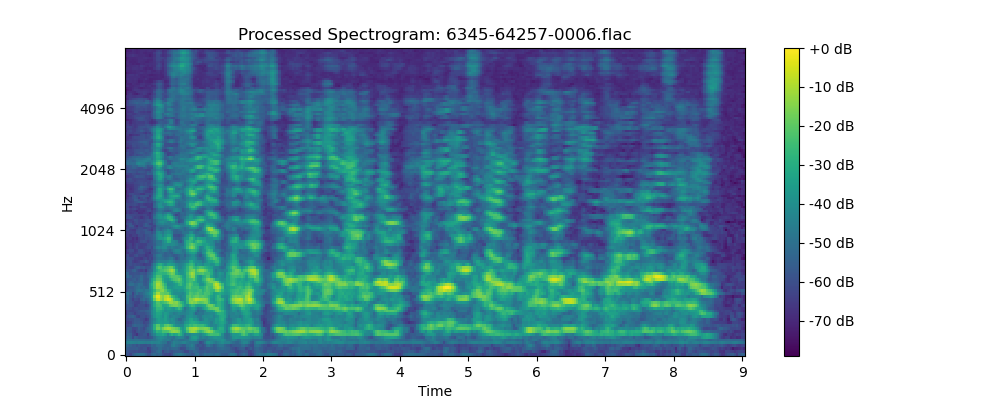 Processed Spectrogram: 6345-64257-0006.flac
Hz
4096
2048
1024
512
0
0 1 2 3 4 5 6 7 8 9
Time
+0 dB
-10 dB
-20 dB
-30 dB
-40 dB
-50 dB
-60 dB
-70 dB